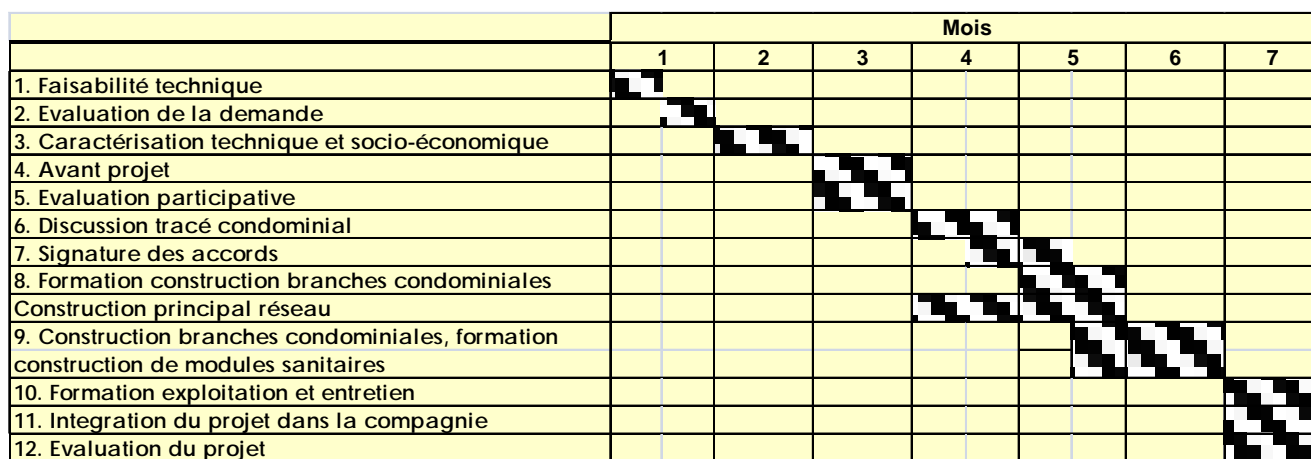 Mois
1 2 3 4 5 6 7
1. Faisabilité technique
2. Evaluation de la demande
3. Caractérisation technique et socio-économique
4. Avant projet
5. Evaluation participative
6. Discussion tracé condominial
7. Signature des accords
8. Formation construction branches condominiales
Construction principal réseau
9. Construction branches condominiales, formation
construction de modules sanitaires
10. Formation exploitation et entretien
11. Integration du projet dans la compagnie
12. Evaluation du projet